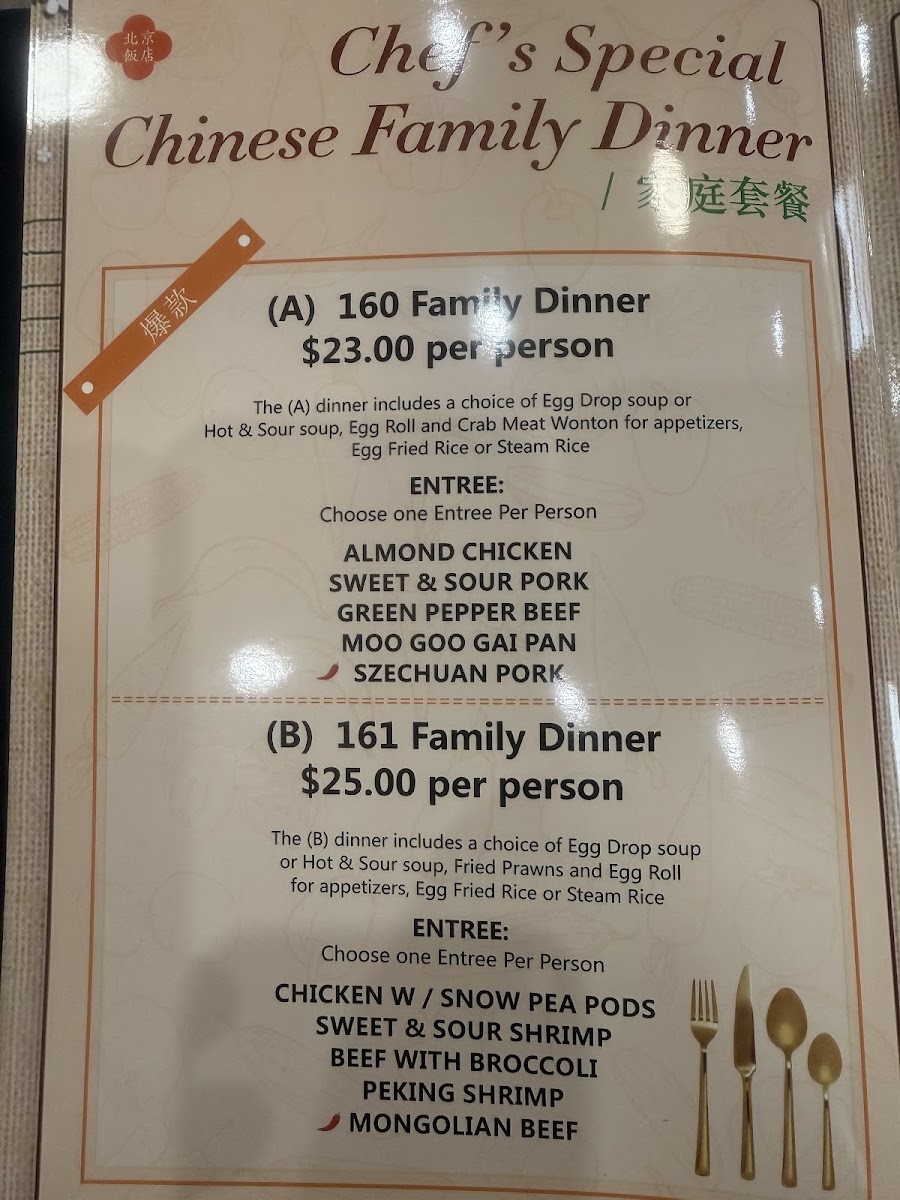 北京
飯店
Chef's Special
Chinese Family Dinner
/ 家庭套餐
爆款
(A) 160 Family Dinner
$23.00 per person
The (A) dinner includes a choice of Egg Drop soup or
Hot & Sour soup, Egg Roll and Crab Meat Wonton for appetizers,
Egg Fried Rice or Steam Rice
ENTREE:
Choose one Entree Per Person
ALMOND CHICKEN
SWEET & SOUR PORK
GREEN PEPPER BEEF
MOO GOO GAI PAN
SZECHUAN PORK
(B) 161 Family Dinner
$25.00 per person
The (B) dinner includes a choice of Egg Drop soup
or Hot & Sour soup, Fried Prawns and Egg Roll
for appetizers, Egg Fried Rice or Steam Rice
ENTREE:
Choose one Entree Per Person
CHICKEN W / SNOW PEA PODS
SWEET & SOUR SHRIMP
BEEF WITH BROCCOLI
PEKING SHRIMP
MONGOLIAN BEEF